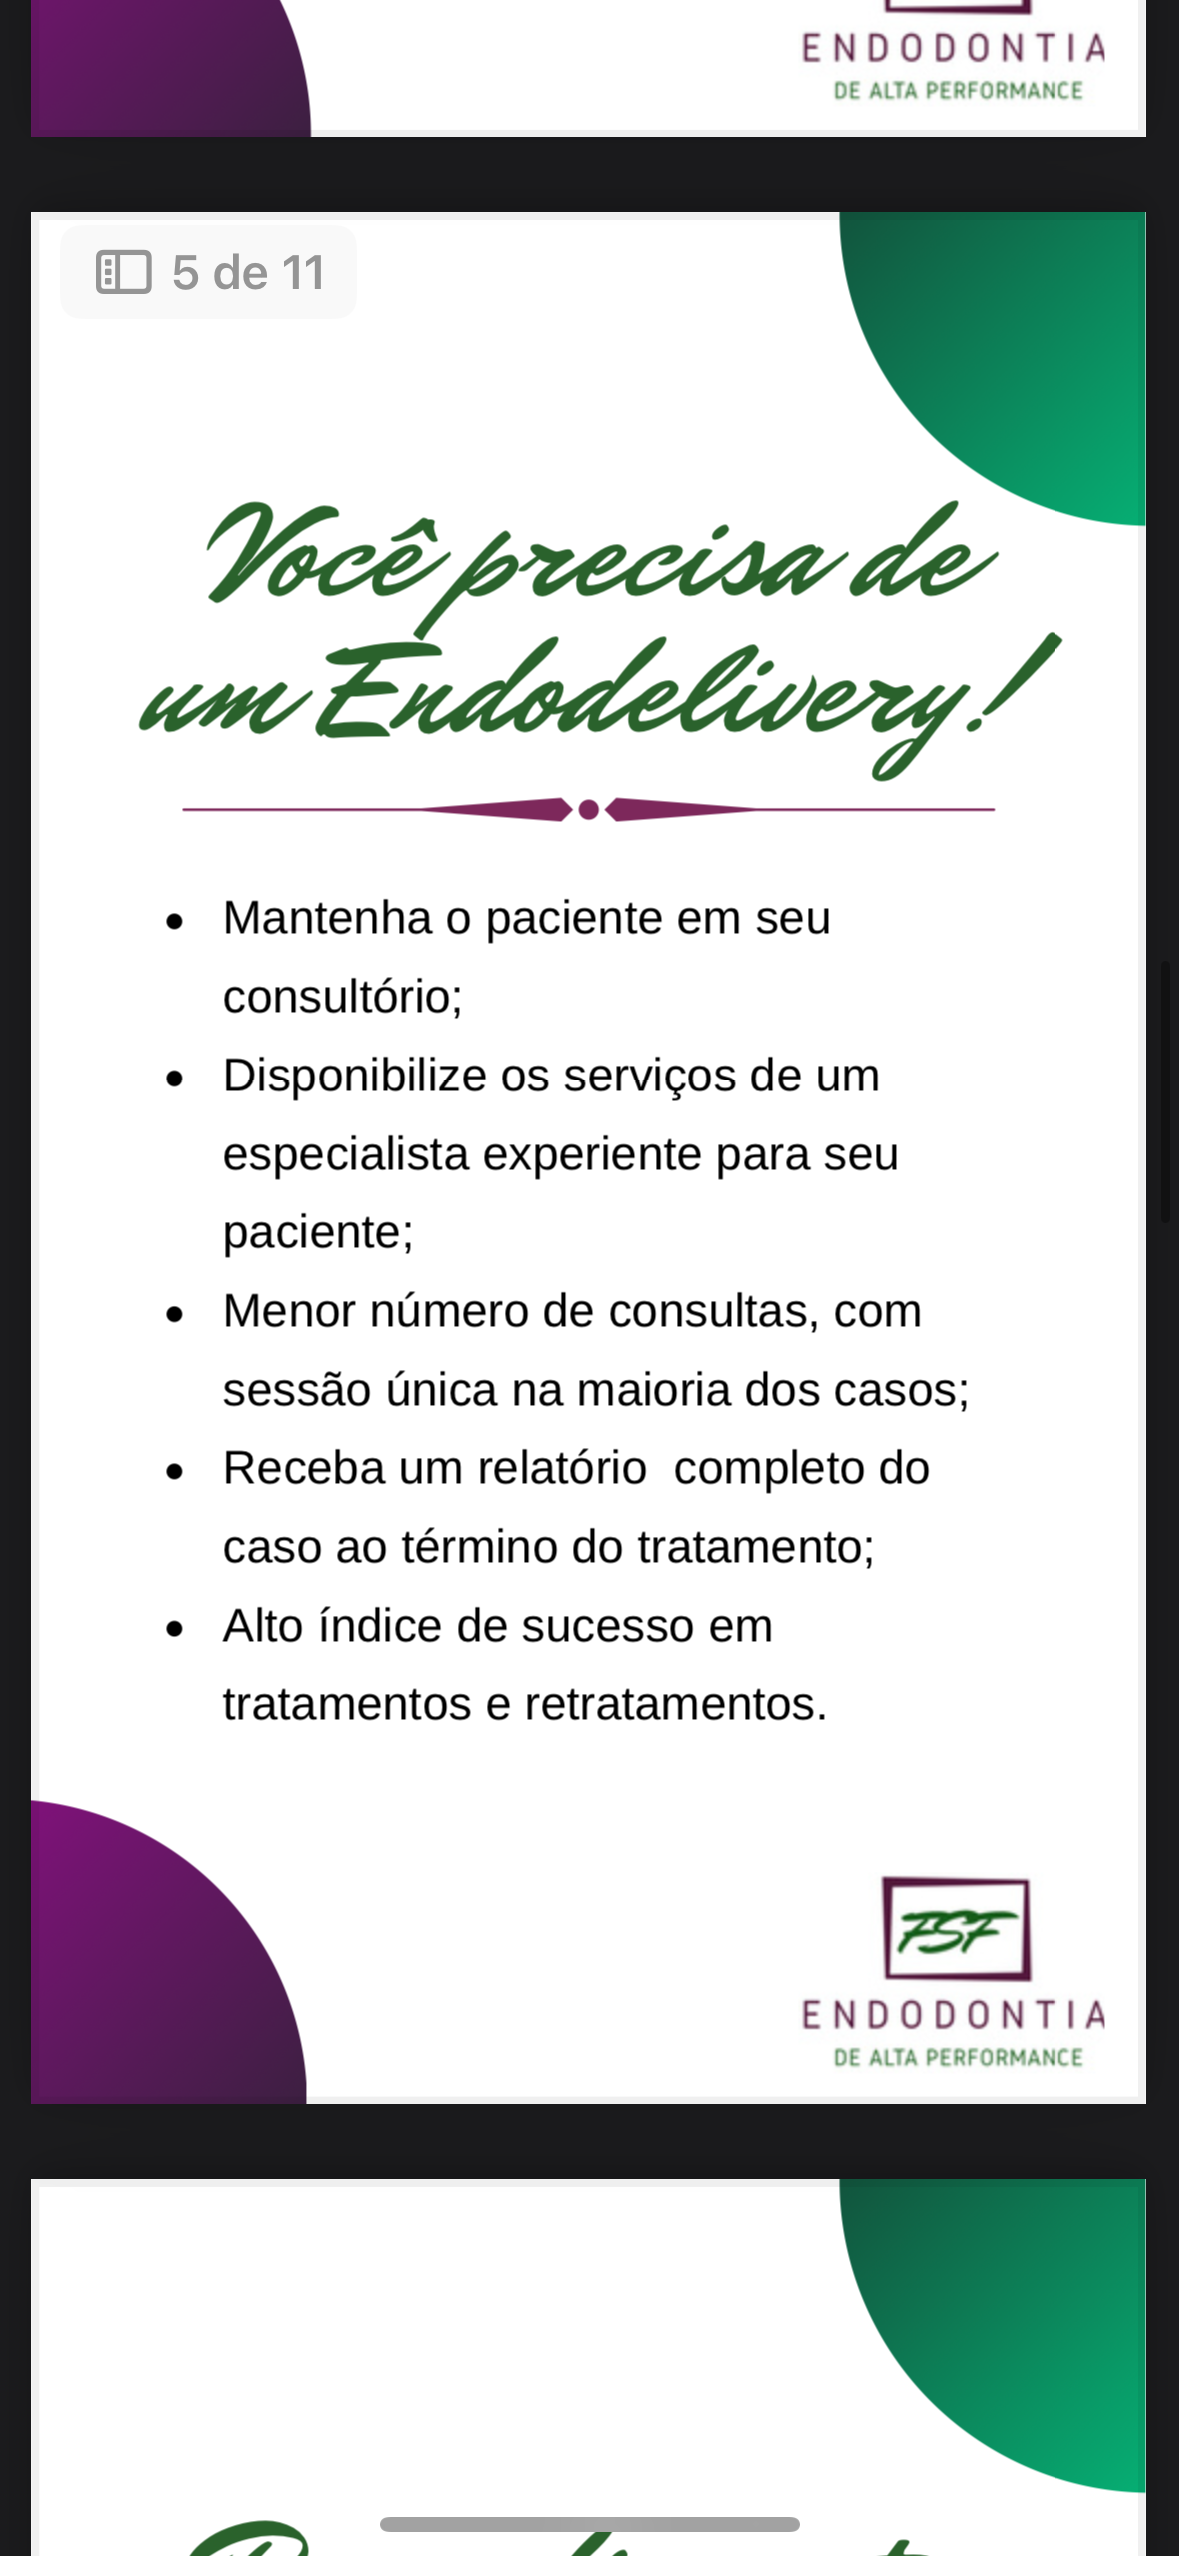 ENDODONTIA
DE ALTA PERFORMANCE
5 de 11
Você precisa de
um Endodelivery!
• Mantenha o paciente em seu
consultório;
• Disponibilize os serviços de um
especialista experiente para seu
paciente;
• Menor número de consultas, com
sessão única na maioria dos casos;
• Receba um relatório  completo do
caso ao término do tratamento;
• Alto índice de sucesso em
tratamentos e retratamentos.
FSF
ENDODONTIA
DE ALTA PERFORMANCE